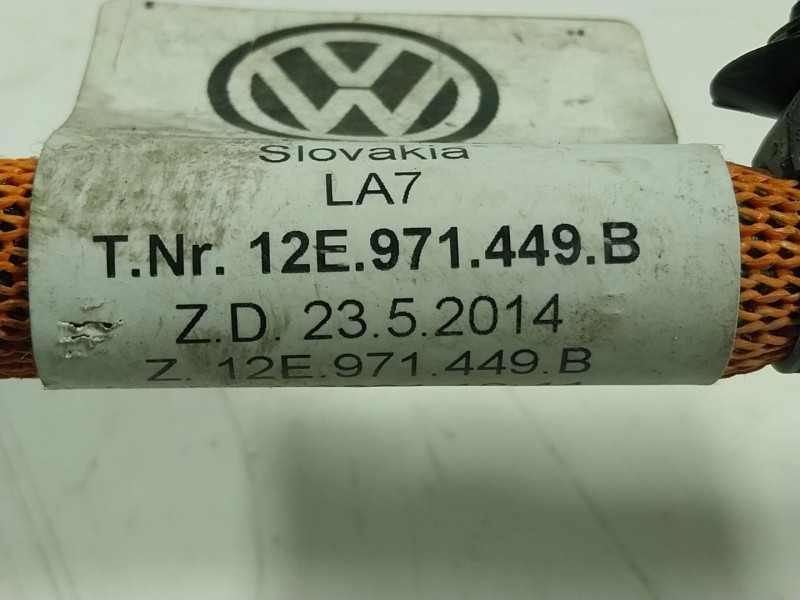 Slovakia
LA7
T.Nr. 12E.971.449.B
Z.D. 23.5.2014
Z. 12E.971.449.B